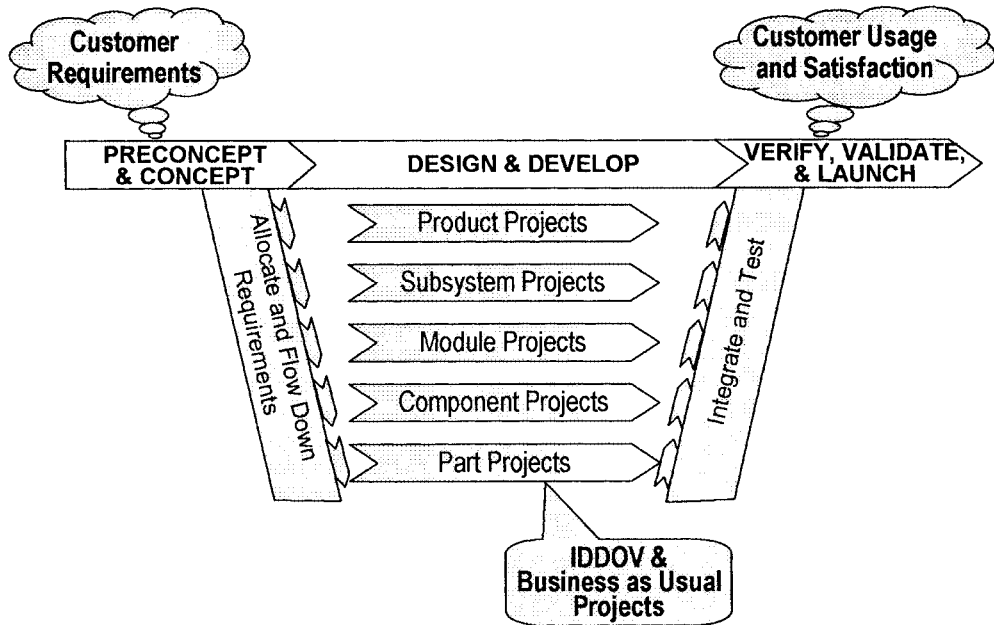 Customer
Requirements
Customer Usage
and Satisfaction
PRECONCEPT
& CONCEPT
DESIGN & DEVELOP
VERIFY, VALIDATE,
& LAUNCH
Allocate and Flow Down
Requirements
Product Projects
Subsystem Projects
Module Projects
Component Projects
Part Projects
Integrate and Test
IDDOV &
Business as Usual
Projects